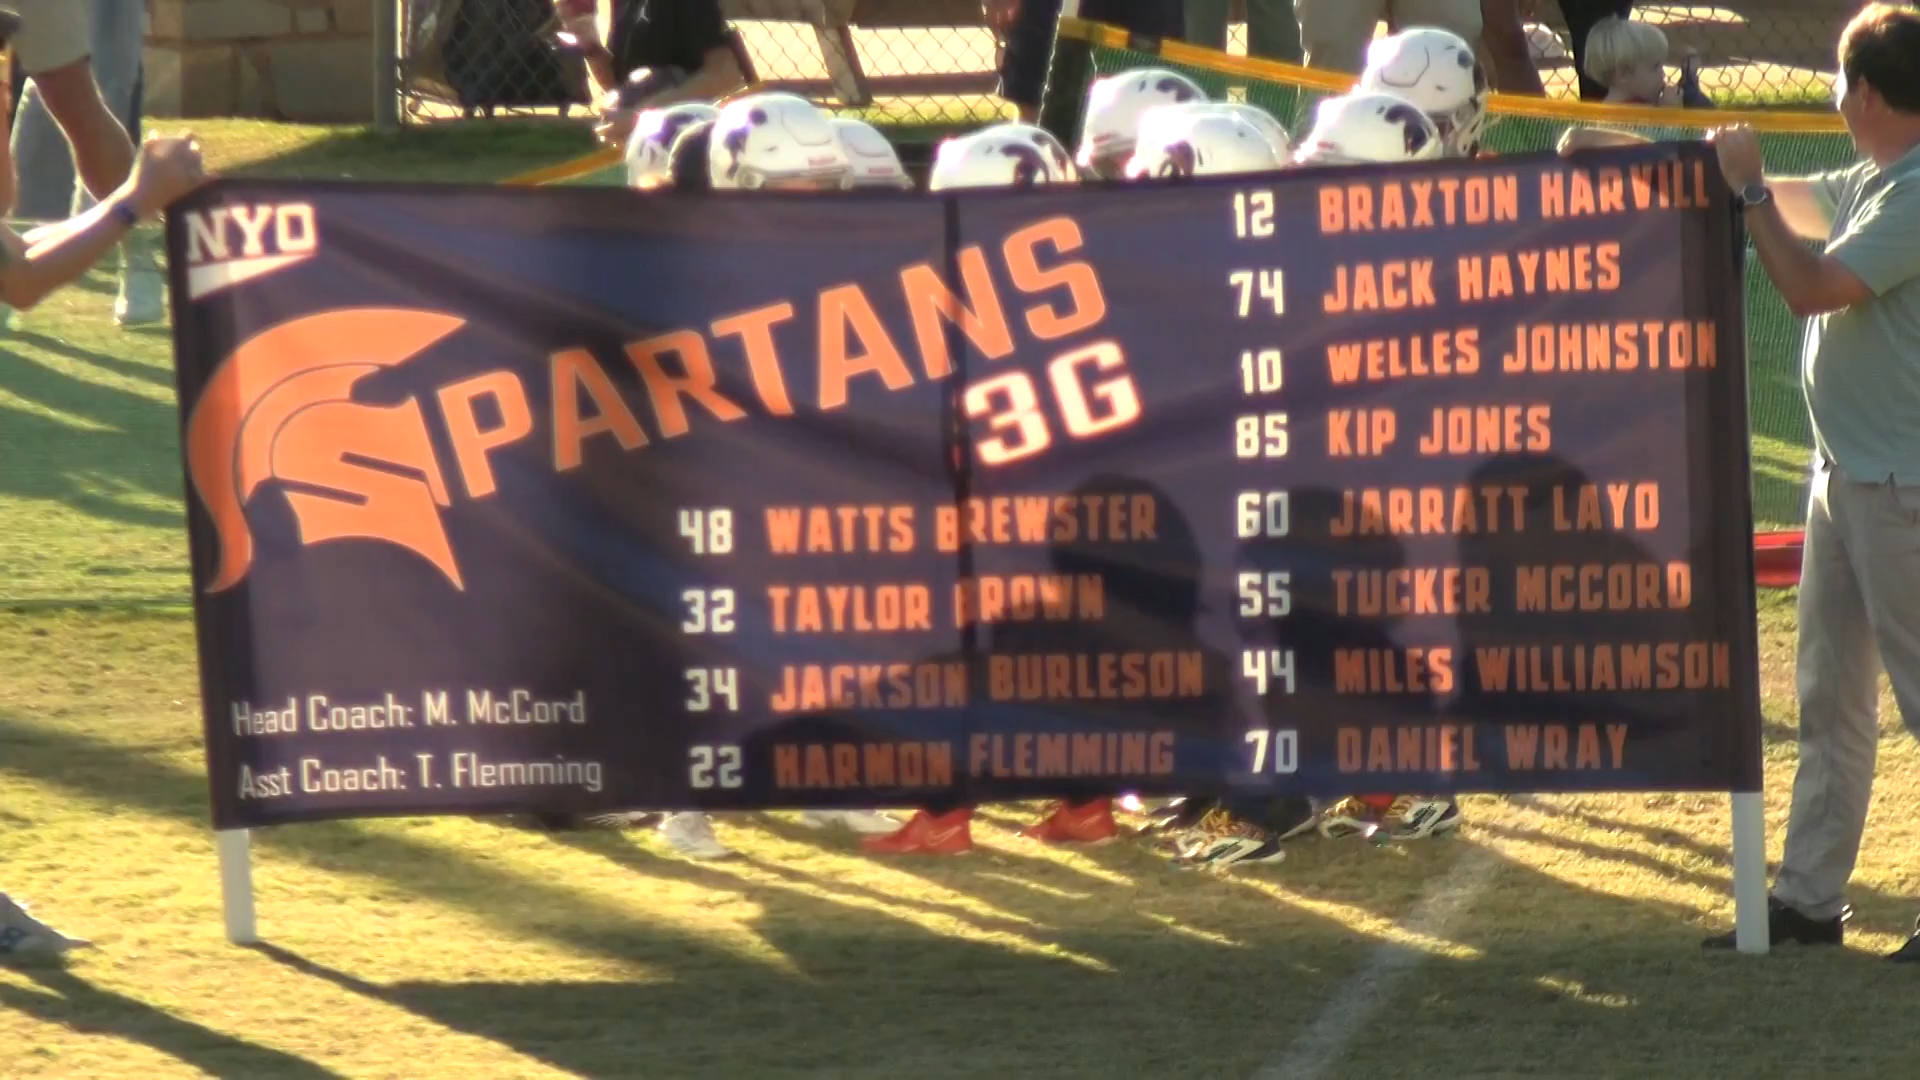 NYO
SPARTANS
3G
48 WATTS BREWSTER
32 TAYLOR BROWN
34 JACKSON BURLESON
22 HARMON FLEMMING
12 BRAXTON HARVILL
74 JACK HAYNES
10 WELLES JOHNSTON
85 KIP JONES
60 JARRATT LAYO
55 TUCKER MCCORD
44 MILES WILLIAMSON
70 DANIEL WRAY
Head Coach: M. McCord
Asst Coach: T. Flemming